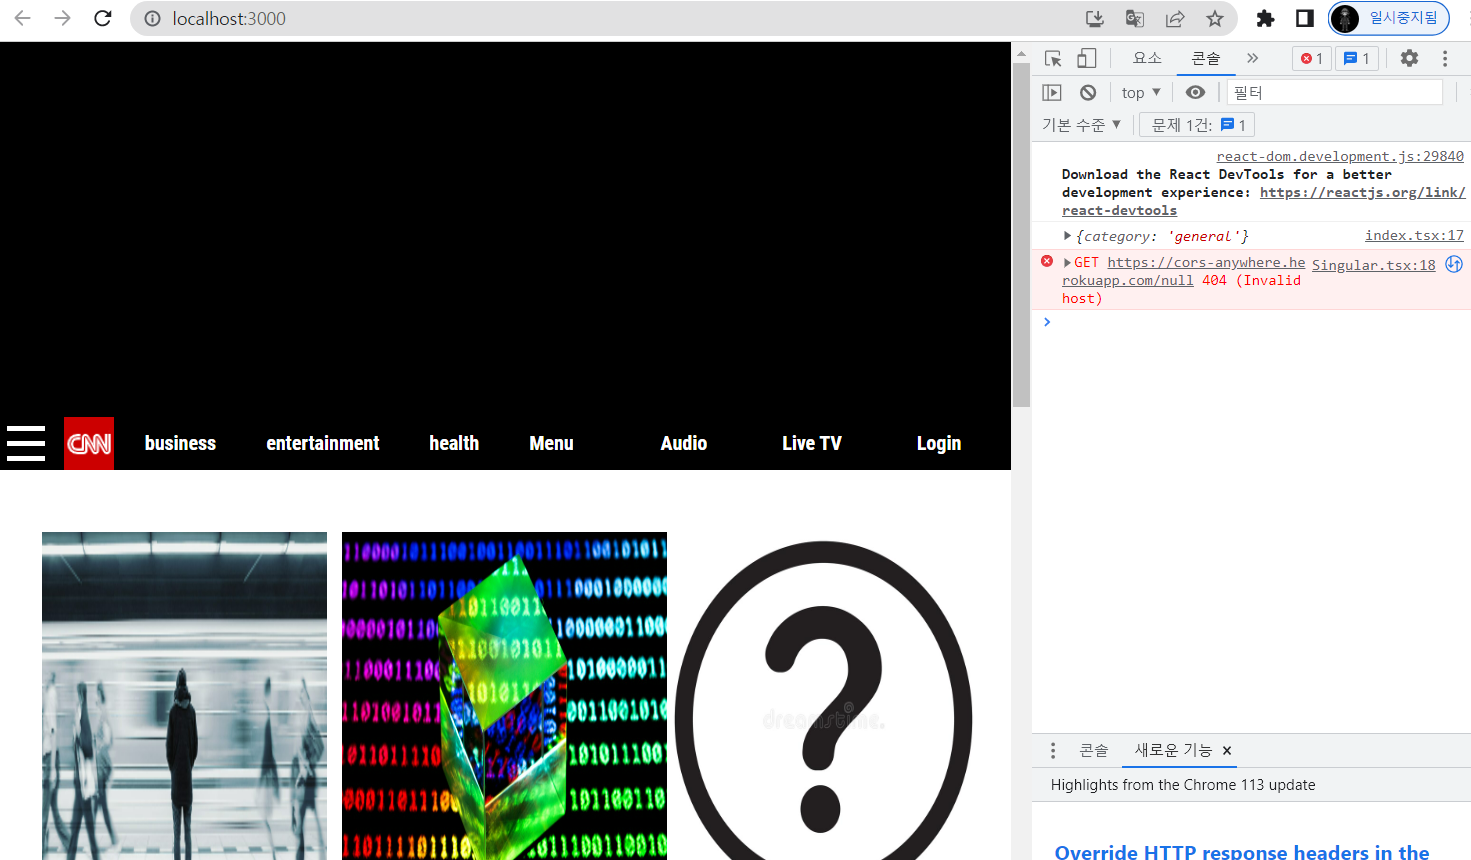 localhost:3000
일시중지됨
요소
콘솔
1
1
top
필터
기본 수준
문제 1건:
1
react-dom.development.js:29840
Download the React DevTools for a better
development experience: https://reactjs.org/link/
react-devtools
{category: 'general'}
index.tsx:17
GET https://cors-anywhere.he
Singular.tsx:18
rokuapp.com/null 404 (Invalid
host)
CNN
business
entertainment
health
Menu
Audio
Live TV
Login
dreamstime.
콘솔
새로운 기능
Highlights from the Chrome 113 update
Override HTTP response headers in the